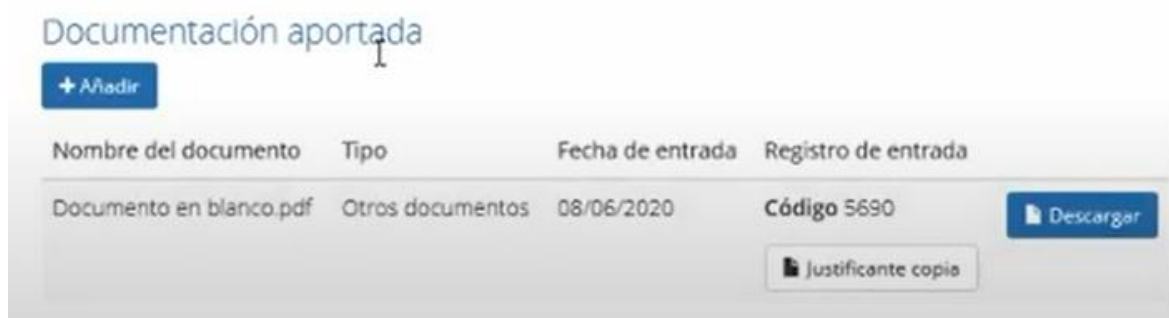 Documentación aportada
+ Añadir
Nombre del documento Tipo Fecha de entrada Registro de entrada
Documento en blanco.pdf Otros documentos 08/06/2020 Código 5690 Descargar
Justificante copia